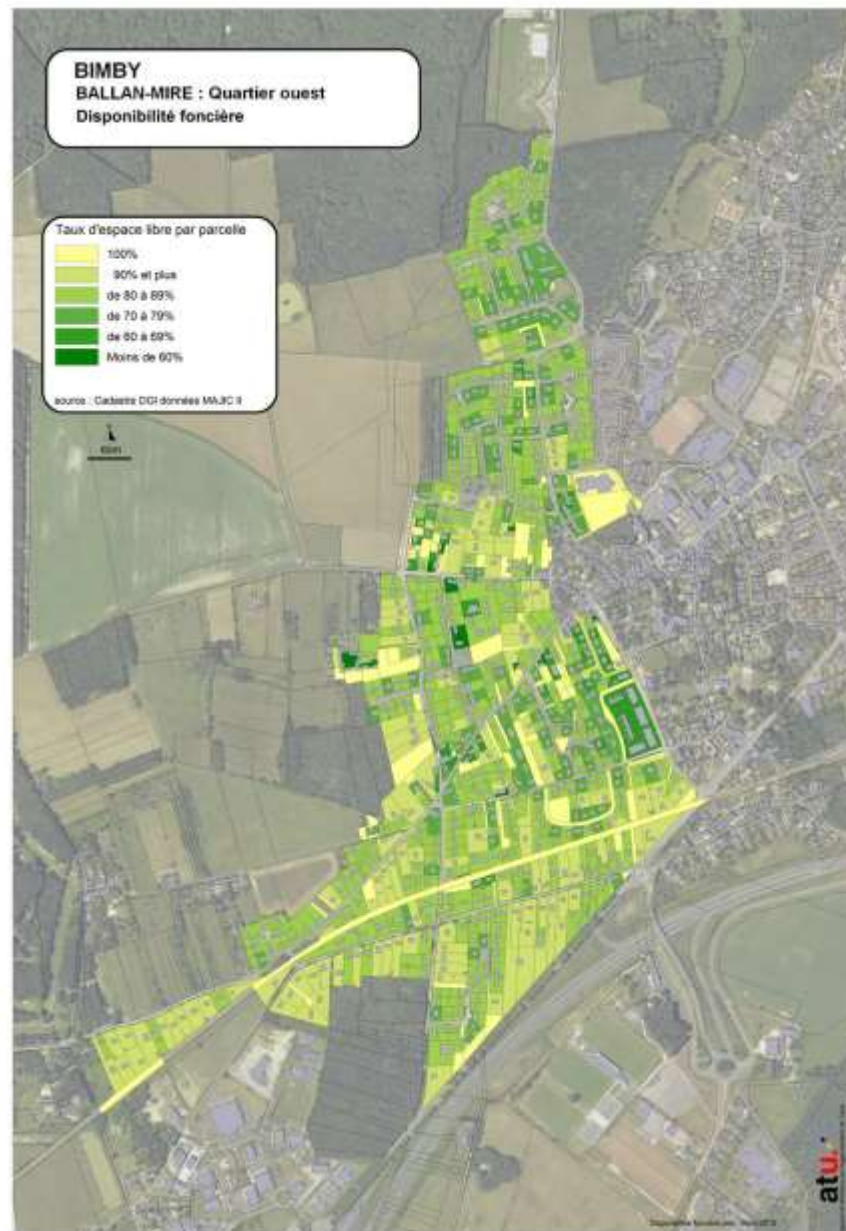 BIMBY
BALLAN-MIRE : Quartier ouest
Disponibilité foncière
Taux d'espace libre par parcelle
100%
90% et plus
de 80 à 89%
de 70 à 79%
de 60 à 69%
Moins de 60%
source : Cadastre DGI données MAJIC II
atu.